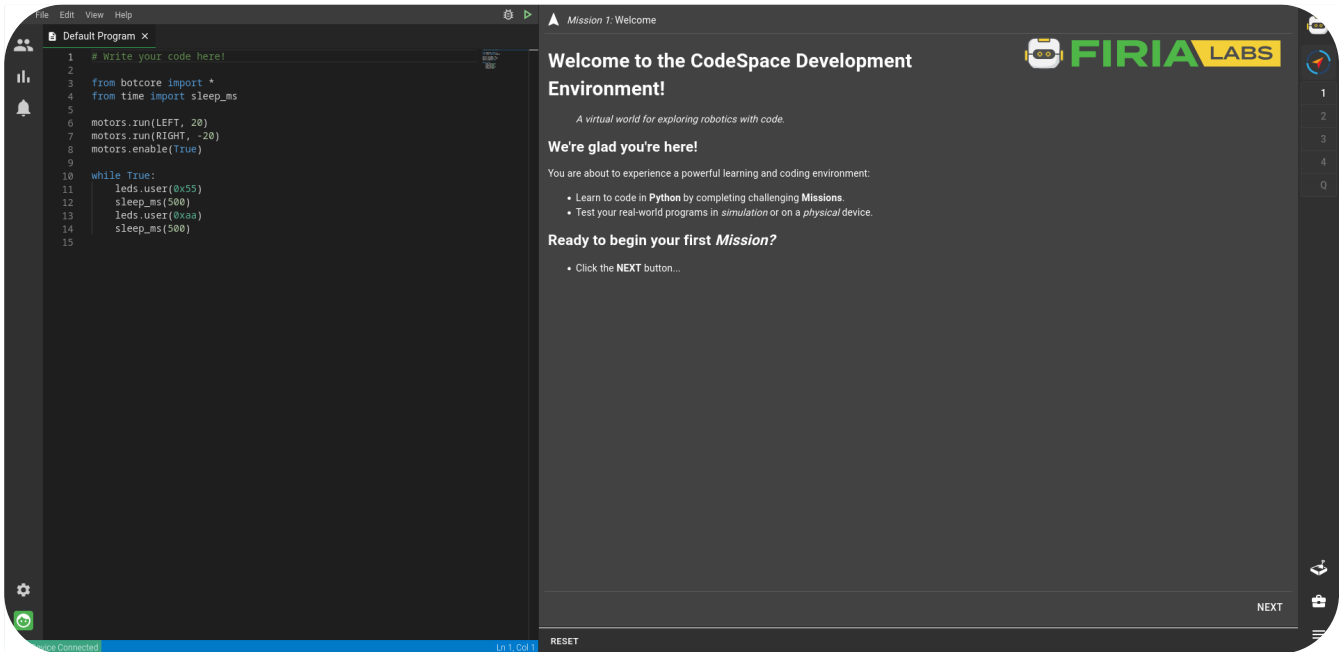 File Edit View Help
Default Program
1 # Write your code here!
2
3 from botcore import *
4 from time import sleep_ms
5
6 motors.run(LEFT, 20)
7 motors.run(RIGHT, -20)
8 motors.enable(True)
9
10 while True:
11 leds.user(0x55)
12 sleep_ms(500)
13 leds.user(0xaa)
14 sleep_ms(500)
15
Connected
Ln 1, Col 1
Mission 1: Welcome
FIRIA LABS
Welcome to the CodeSpace Development
Environment!
A virtual world for exploring robotics with code.
We're glad you're here!
You are about to experience a powerful learning and coding environment:
• Learn to code in Python by completing challenging Missions.
• Test your real-world programs in simulation or on a physical device.
Ready to begin your first Mission?
• Click the NEXT button...
NEXT
RESET
1
2
3
4
Q